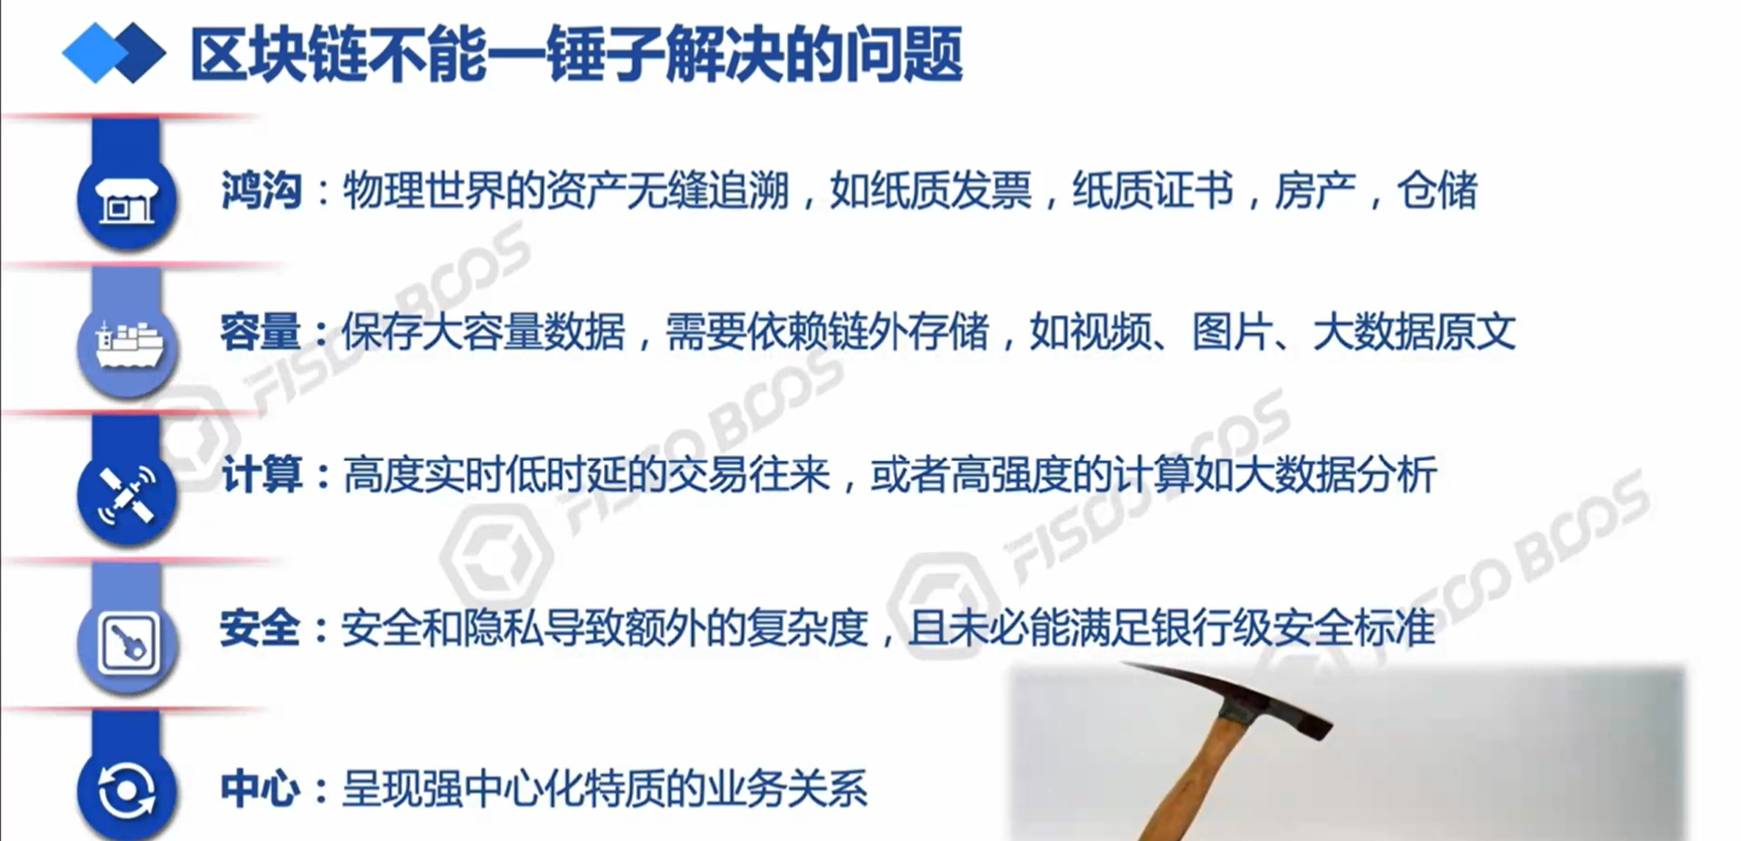 区块链不能一锤子解决的问题
鸿沟：物理世界的资产无缝追溯，如纸质发票，纸质证书，房产，仓储
容量：保存大容量数据，需要依赖链外存储，如视频、图片、大数据原文
计算：高度实时低时延的交易往来，或者高强度的计算如大数据分析
安全：安全和隐私导致额外的复杂度，且未必能满足银行级安全标准
中心：呈现强中心化特质的业务关系
FISCO BCOS
FISCO BCOS
FISCO BCOS
FISCO BCOS